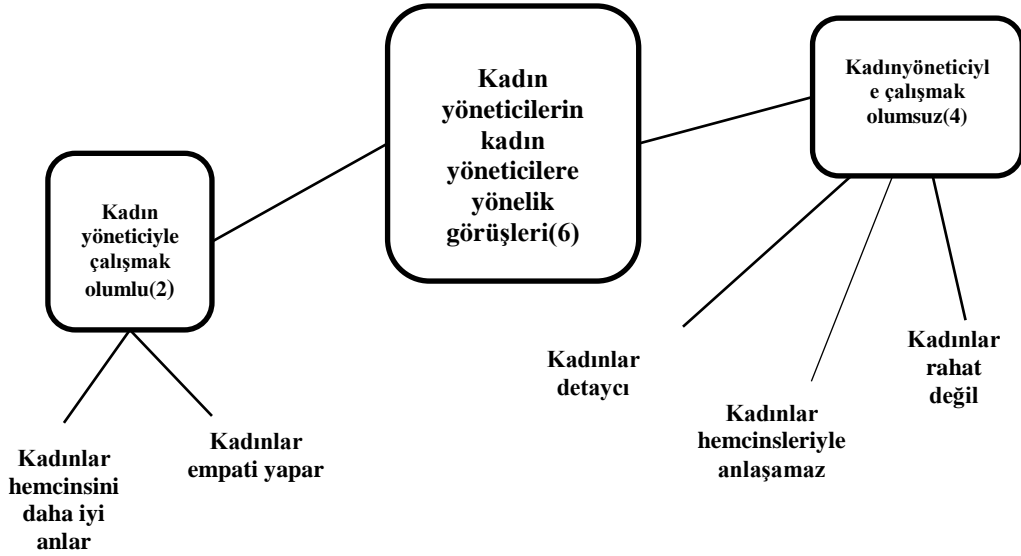 Kadın
yöneticilerin
kadın
yöneticilere
yönelik
görüşleri(6)
Kadınyöneticiyl
e çalışmak
olumsuz(4)
Kadın
yöneticiyle
çalışmak
olumlu(2)
Kadınlar
detaycı
Kadınlar
rahat
değil
Kadınlar
hemcinsleriyle
anlaşamaz
Kadınlar
empati yapar
Kadınlar
hemcinsini
daha iyi
anlar